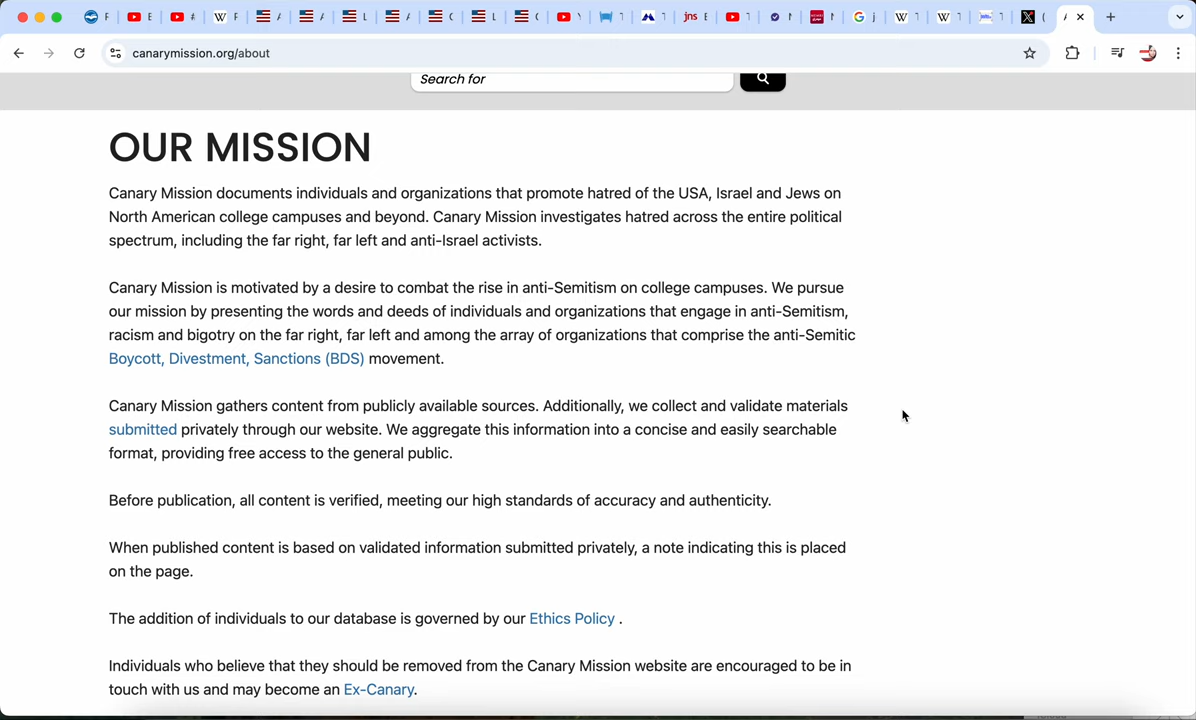 canarymission.org/about
Search for
OUR MISSION
Canary Mission documents individuals and organizations that promote hatred of the USA, Israel and Jews on
North American college campuses and beyond. Canary Mission investigates hatred across the entire political
spectrum, including the far right, far left and anti-Israel activists.
Canary Mission is motivated by a desire to combat the rise in anti-Semitism on college campuses. We pursue
our mission by presenting the words and deeds of individuals and organizations that engage in anti-Semitism,
racism and bigotry on the far right, far left and among the array of organizations that comprise the anti-Semitic
Boycott, Divestment, Sanctions (BDS) movement.
Canary Mission gathers content from publicly available sources. Additionally, we collect and validate materials
submitted privately through our website. We aggregate this information into a concise and easily searchable
format, providing free access to the general public.
Before publication, all content is verified, meeting our high standards of accuracy and authenticity.
When published content is based on validated information submitted privately, a note indicating this is placed
on the page.
The addition of individuals to our database is governed by our Ethics Policy .
Individuals who believe that they should be removed from the Canary Mission website are encouraged to be in
touch with us and may become an Ex-Canary.